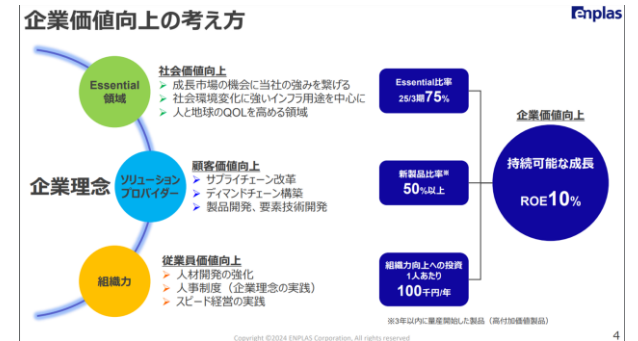 企業価値向上の考え方
Enplas
Essential
領域
社会価値向上
成長市場の機会に当社の強みを繋げる
社会環境変化に強いインフラ用途を中心に
人と地球のQOLを高める領域
企業理念
ソリューション
プロバイダー
顧客価値向上
サプライチェーン改革
ディマンドチェーン構築
製品開発、要素技術開発
組織力
従業員価値向上
人材開発の強化
人事制度（企業理念の実践）
スピード経営の実践
Essential比率
25/3期75%
新製品比率※
50%以上
組織力向上への投資
1人あたり
100千円/年
企業価値向上
持続可能な成長
ROE10%
※3年以内に量産開始した製品（高付加価値製品）
Copyright ©2024 ENPLAS Corporation, All rights reserved
4